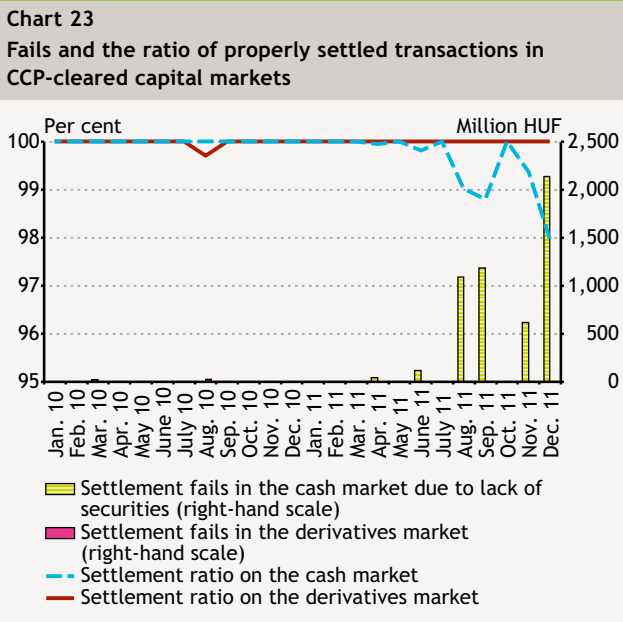 Chart 23
Fails and the ratio of properly settled transactions in
CCP-cleared capital markets
Per cent
Million HUF
100
99
98
97
96
95
2,500
2,000
1,500
1,000
500
0
Jan. 10
Feb. 10
Mar. 10
Apr. 10
May 10
June 10
July 10
Aug. 10
Sep. 10
Oct. 10
Nov. 10
Dec. 10
Jan. 11
Feb. 11
Mar. 11
Apr. 11
May 11
June 11
July 11
Aug. 11
Sep. 11
Oct. 11
Nov. 11
Dec. 11
Settlement fails in the cash market due to lack of
securities (right-hand scale)
Settlement fails in the derivatives market
(right-hand scale)
Settlement ratio on the cash market
Settlement ratio on the derivatives market